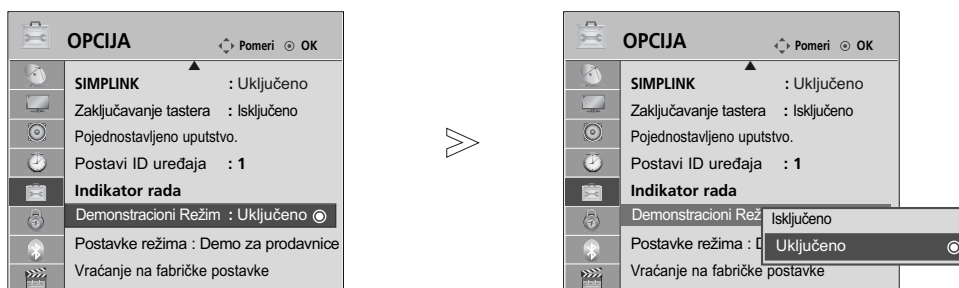 OPCIJA
Pomeri OK
SIMPLINK : Uključeno
Zaključavanje tastera : Isključeno
Pojednostavljeno uputstvo.
Postavi ID uređaja : 1
Indikator rada
Demonstracioni Režim : Uključeno
Postavke režima : Demo za prodavnice
Vraćanje na fabričke postavke
OPCIJA
Pomeri OK
SIMPLINK : Uključeno
Zaključavanje tastera : Isključeno
Pojednostavljeno uputstvo.
Postavi ID uređaja : 1
Indikator rada
Demonstracioni Rež
Isključeno
Postavke režima : D
Uključeno
Vraćanje na fabričke postavke